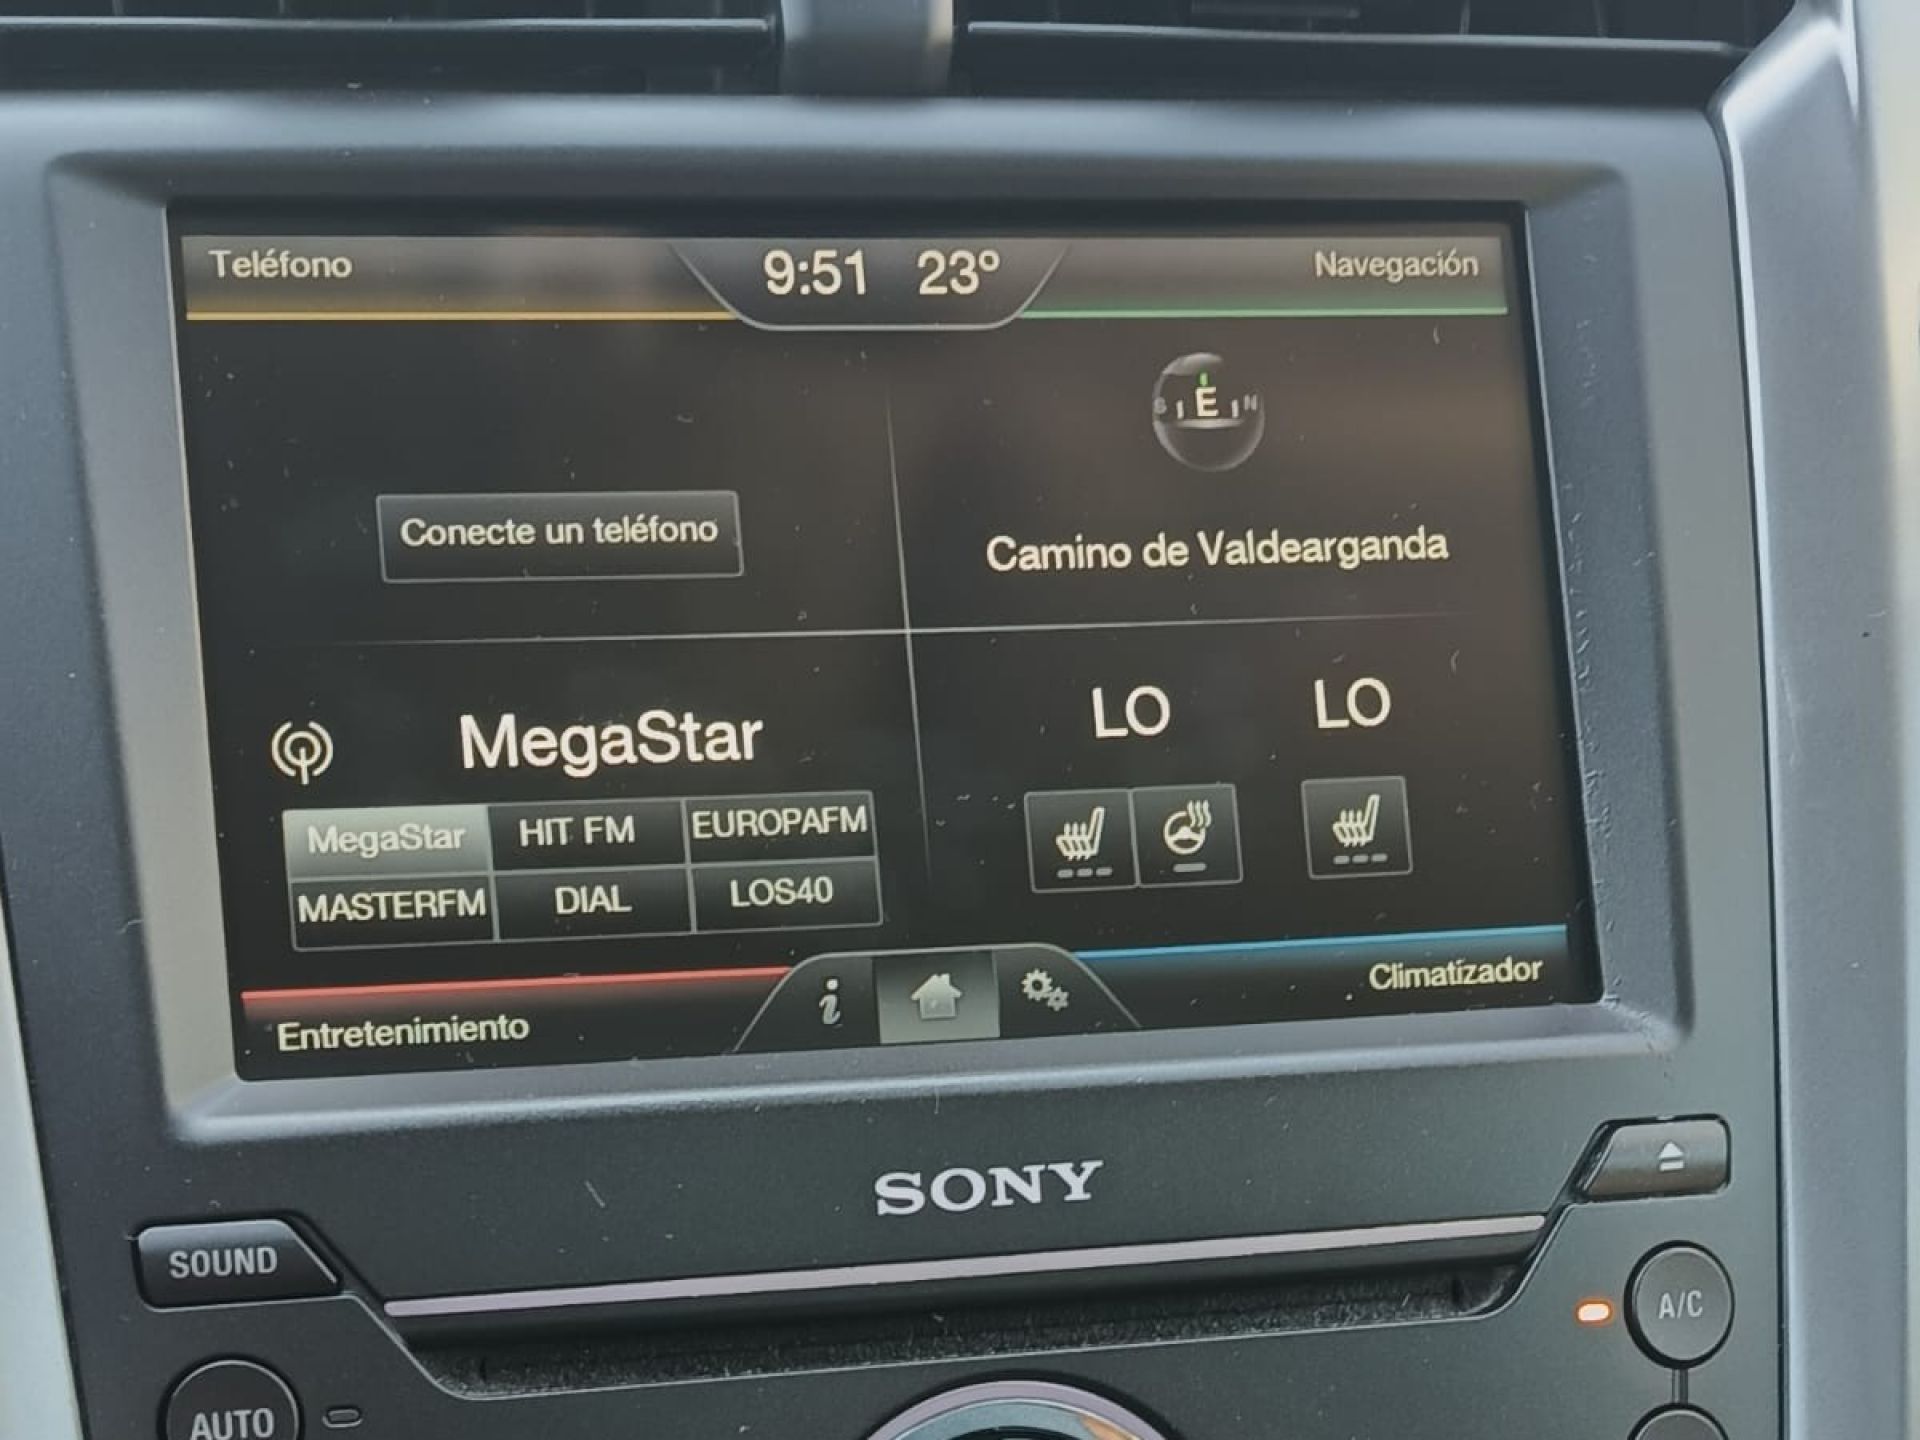 Teléfono
9:51 23º
Navegación
S E N
Conecte un teléfono
Camino de Valdearganda
MegaStar
LO LO
MegaStar HIT FM EUROPAFM
MASTERFM DIAL LOS40
Entretenimiento
i
Climatizador
SONY
SOUND
A/C
AUTO